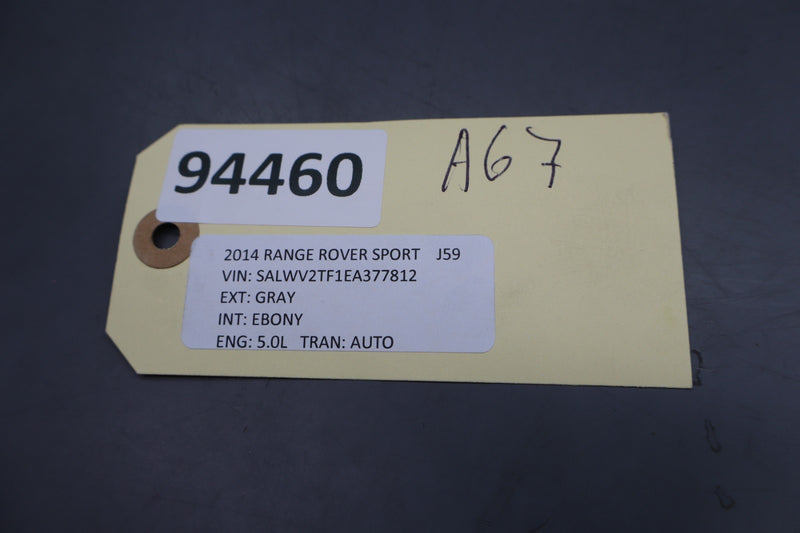 94460
A67
2014 RANGE ROVER SPORT J59
VIN: SALWV2TF1EA377812
EXT: GRAY
INT: EBONY
ENG: 5.0L TRAN: AUTO